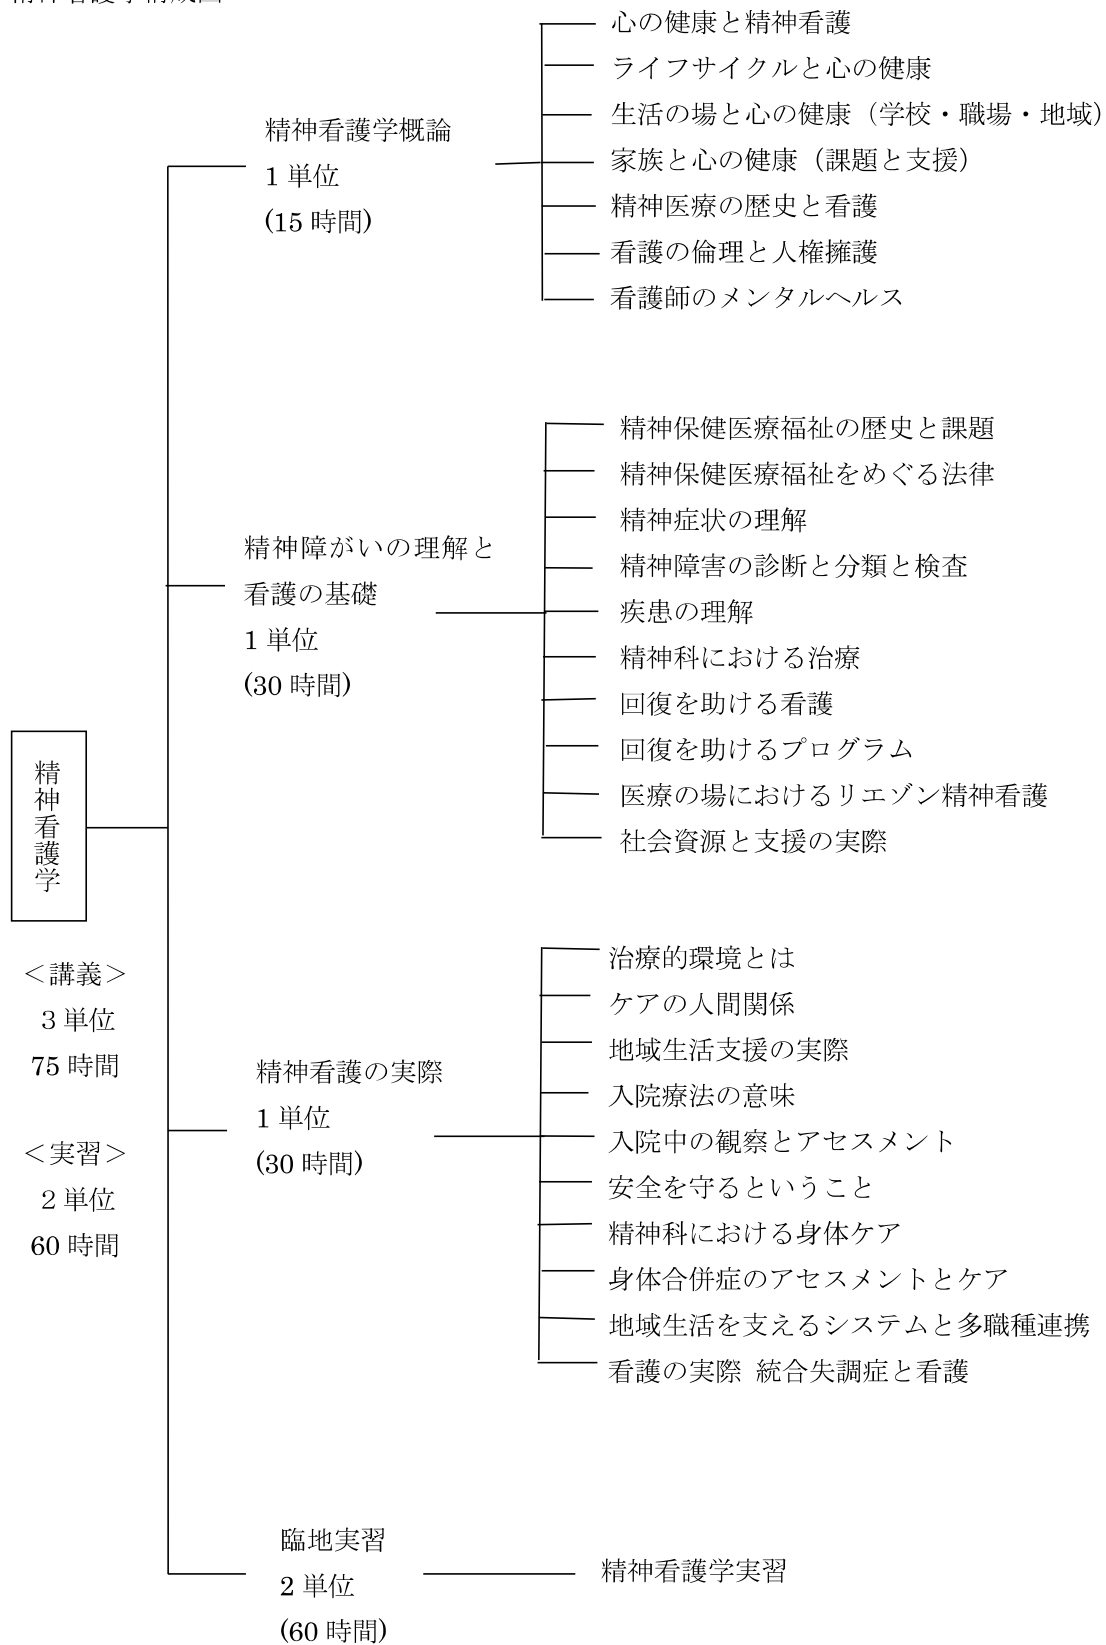 心の健康と精神看護
ライフサイクルと心の健康
生活の場と心の健康（学校・職場・地域）
家族と心の健康（課題と支援）
精神医療の歴史と看護
看護の倫理と人権擁護
看護師のメンタルヘルス
精神看護学概論
1 単位
(15 時間)
精神保健医療福祉の歴史と課題
精神保健医療福祉をめぐる法律
精神症状の理解
精神障害の診断と分類と検査
疾患の理解
精神科における治療
回復を助ける看護
回復を助けるプログラム
医療の場におけるリエゾン精神看護
社会資源と支援の実際
精神障がいの理解と
看護の基礎
1 単位
(30 時間)
精神看護学
＜講義＞
3 単位
75 時間
＜実習＞
2 単位
60 時間
治療的環境とは
ケアの人間関係
地域生活支援の実際
入院療法の意味
入院中の観察とアセスメント
安全を守るということ
精神科における身体ケア
身体合併症のアセスメントとケア
地域生活を支えるシステムと多職種連携
看護の実際 統合失調症と看護
精神看護の実際
1 単位
(30 時間)
臨地実習
2 単位
(60 時間)
精神看護学実習